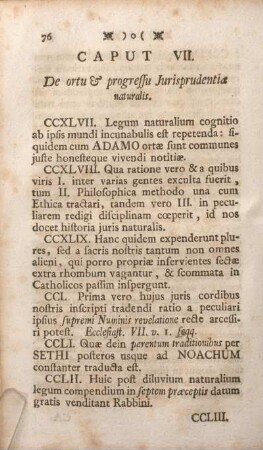 76 ✠ ) o ( ✠
CAPUT VII.
De ortu & progressu Jurisprudentiæ
naturalis.
CCXLVII. Legum naturalium cognitio
ab ipsis mundi incunabulis est repetenda: si-
quidem cum ADAMO ortæ sunt communes
juste honesteque vivendi notitiæ.
CCXLVIII. Qua ratione vero & a quibus
viris I. inter varias gentes exculta fuerit,
tum II. Philosophica methodo una cum
Ethica tractari, tandem vero III. in pecu-
liarem redigi disciplinam cœperit, id nos
docet historia juris naturalis.
CCXLIX. Hanc quidem expenderunt plu-
res, sed a sacris nostris tantum non omnes
alieni, qui porro propriæ inservientes sectæ
extra rhombum vagantur, & scommata in
Catholicos passim inspergunt.
CCL. Prima vero hujus juris cordibus
nostris inscripti tradendi ratio a peculiari
ipsius supremi Numinis revelatione recte arcessi-
ri potest. Ecclesiast. VII. v. 1. sqq.
CCLI. Quæ dein parentum traditionibus per
SETHI posteros usque ad NOACHUM
constanter traducta est.
CCLII. Huic post diluvium naturalium
legum compendium in septem præceptis datum
gratis venditant Rabbini.
CCLIII.